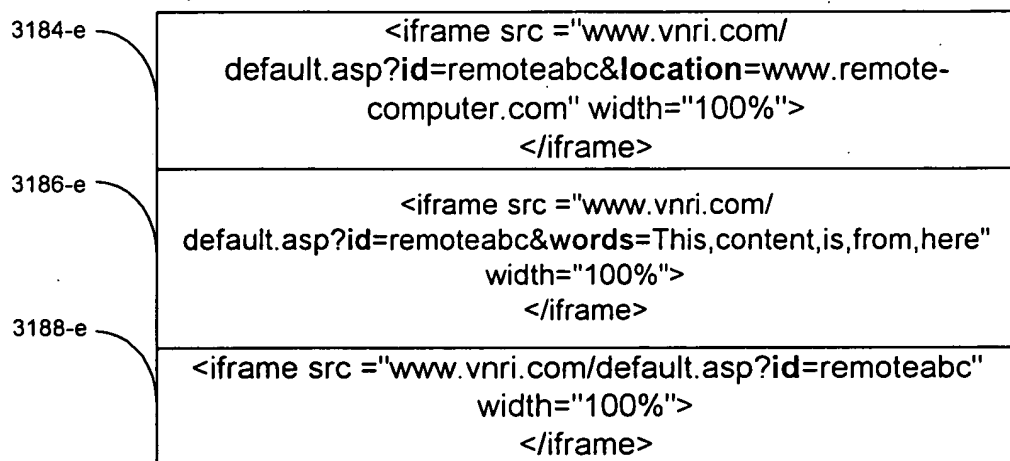 3184-e
<iframe src ="www.vnri.com/
default.asp?id=remoteabc&location=www.remote-
computer.com" width="100%">
</iframe>
3186-e
<iframe src ="www.vnri.com/
default.asp?id=remoteabc&words=This,content,is,from,here"
width="100%">
</iframe>
3188-e
<iframe src ="www.vnri.com/default.asp?id=remoteabc"
width="100%">
</iframe>